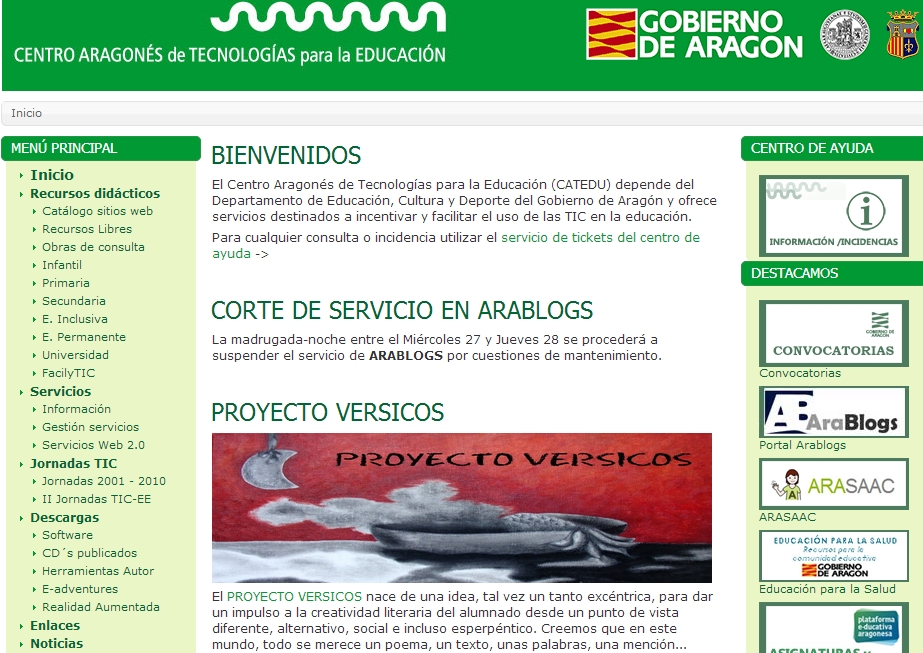 CENTRO ARAGONÉS de TECNOLOGÍAS para la EDUCACIÓN
GOBIERNO
DE ARAGON
Inicio
MENÚ PRINCIPAL
Inicio
Recursos didácticos
Catálogo sitios web
Recursos Libres
Obras de consulta
Infantil
Primaria
Secundaria
E. Inclusiva
E. Permanente
Universidad
FacilyTIC
Servicios
Información
Gestión servicios
Servicios Web 2.0
Jornadas TIC
Jornadas 2001 - 2010
II Jornadas TIC-EE
Descargas
Software
CD´s publicados
Herramientas Autor
E-adventures
Realidad Aumentada
Enlaces
Noticias
BIENVENIDOS
El Centro Aragonés de Tecnologías para la Educación (CATEDU) depende del
Departamento de Educación, Cultura y Deporte del Gobierno de Aragón y ofrece
servicios destinados a incentivar y facilitar el uso de las TIC en la educación.
Para cualquier consulta o incidencia utilizar el servicio de tickets del centro de
ayuda ->
CORTE DE SERVICIO EN ARABLOGS
La madrugada-noche entre el Miércoles 27 y Jueves 28 se procederá a
suspender el servicio de ARABLOGS por cuestiones de mantenimiento.
PROYECTO VERSICOS
PROYECTO VERSICOS
El PROYECTO VERSICOS nace de una idea, tal vez un tanto excéntrica, para dar
un impulso a la creatividad literaria del alumnado desde un punto de vista
diferente, alternativo, social e incluso esperpéntico. Creemos que en este
mundo, todo se merece un poema, un texto, unas palabras, una mención...
CENTRO DE AYUDA
i
INFORMACIÓN /INCIDENCIAS
DESTACAMOS
GOBIERNO
DE ARAGON
CONVOCATORIAS
Convocatorias
AB AraBlogs
Portal Arablogs
ARASAAC
ARASAAC
EDUCACIÓN PARA LA SALUD
Recursos para la
comunidad educativa
GOBIERNO
DE ARAGON
Educación para la Salud
plataforma
e-ducativa
aragonesa
ASIGNATURAS